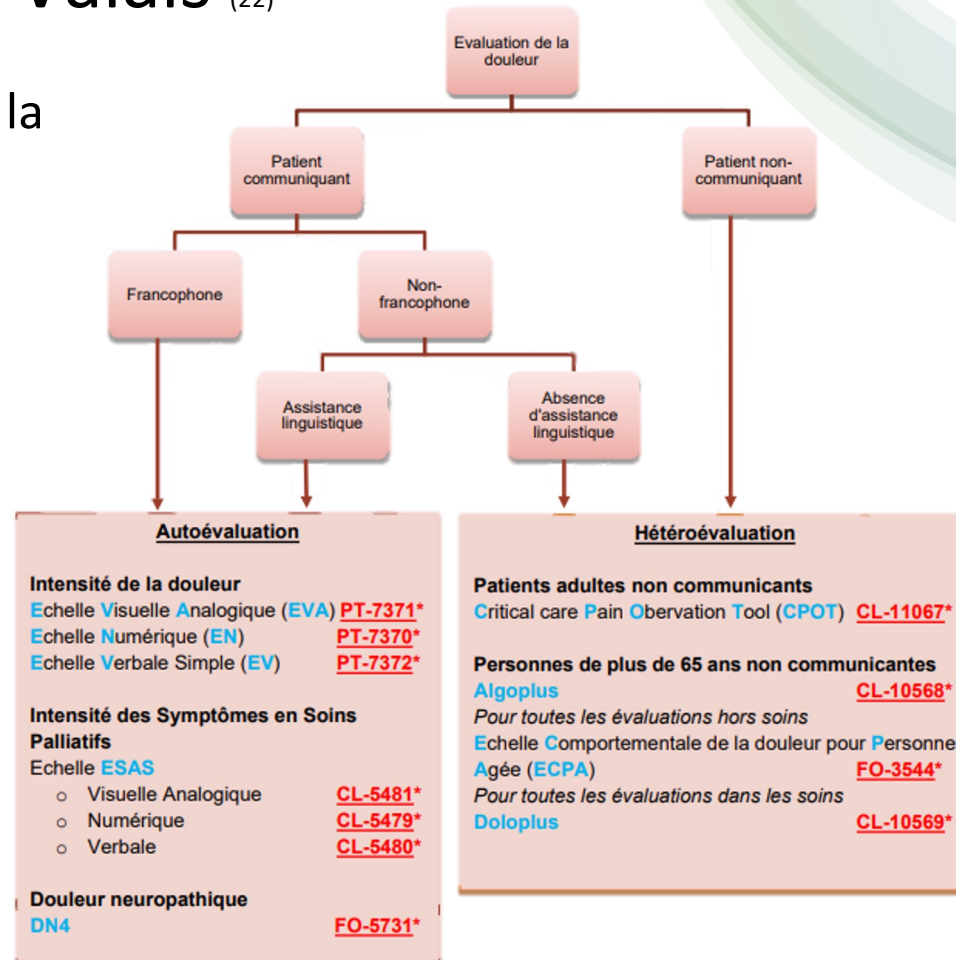 Valais (22)
la
Evaluation de la
douleur
Patient
communiquant
Patient non-
communiquant
Francophone
Non-
francophone
Assistance
linguistique
Absence
d'assistance
linguistique
Autoévaluation
Intensité de la douleur
Echelle Visuelle Analogique (EVA) PT-7371*
Echelle Numérique (EN) PT-7370*
Echelle Verbale Simple (EV) PT-7372*
Intensité des Symptômes en Soins
Palliatifs
Echelle ESAS
o Visuelle Analogique CL-5481*
o Numérique CL-5479*
o Verbale CL-5480*
Douleur neuropathique
DN4 FO-5731*
Hétéroévaluation
Patients adultes non communicants
Critical care Pain Obervation Tool (CPOT) CL-11067*
Personnes de plus de 65 ans non communicantes
Algoplus CL-10568*
Pour toutes les évaluations hors soins
Echelle Comportementale de la douleur pour Personne
Agée (ECPA) FO-3544*
Pour toutes les évaluations dans les soins
Doloplus CL-10569*